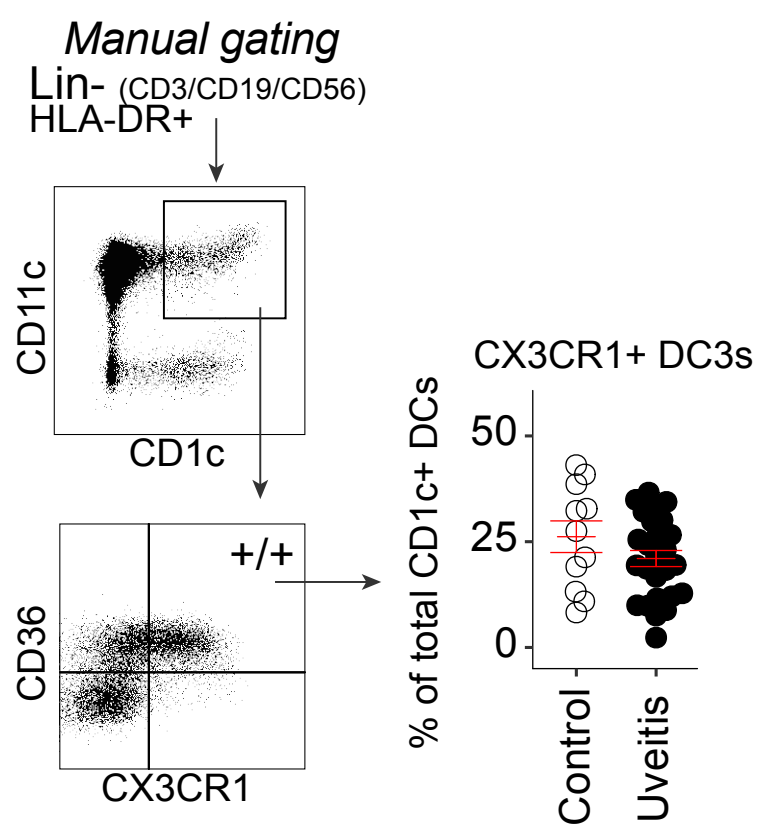 Manual gating
Lin- (CD3/CD19/CD56)
HLA-DR+
CD11c
CD1c
+/+
CD36
CX3CR1
CX3CR1+ DC3s
% of total CD1c+ DCs
50
25
0
Control
Uveitis